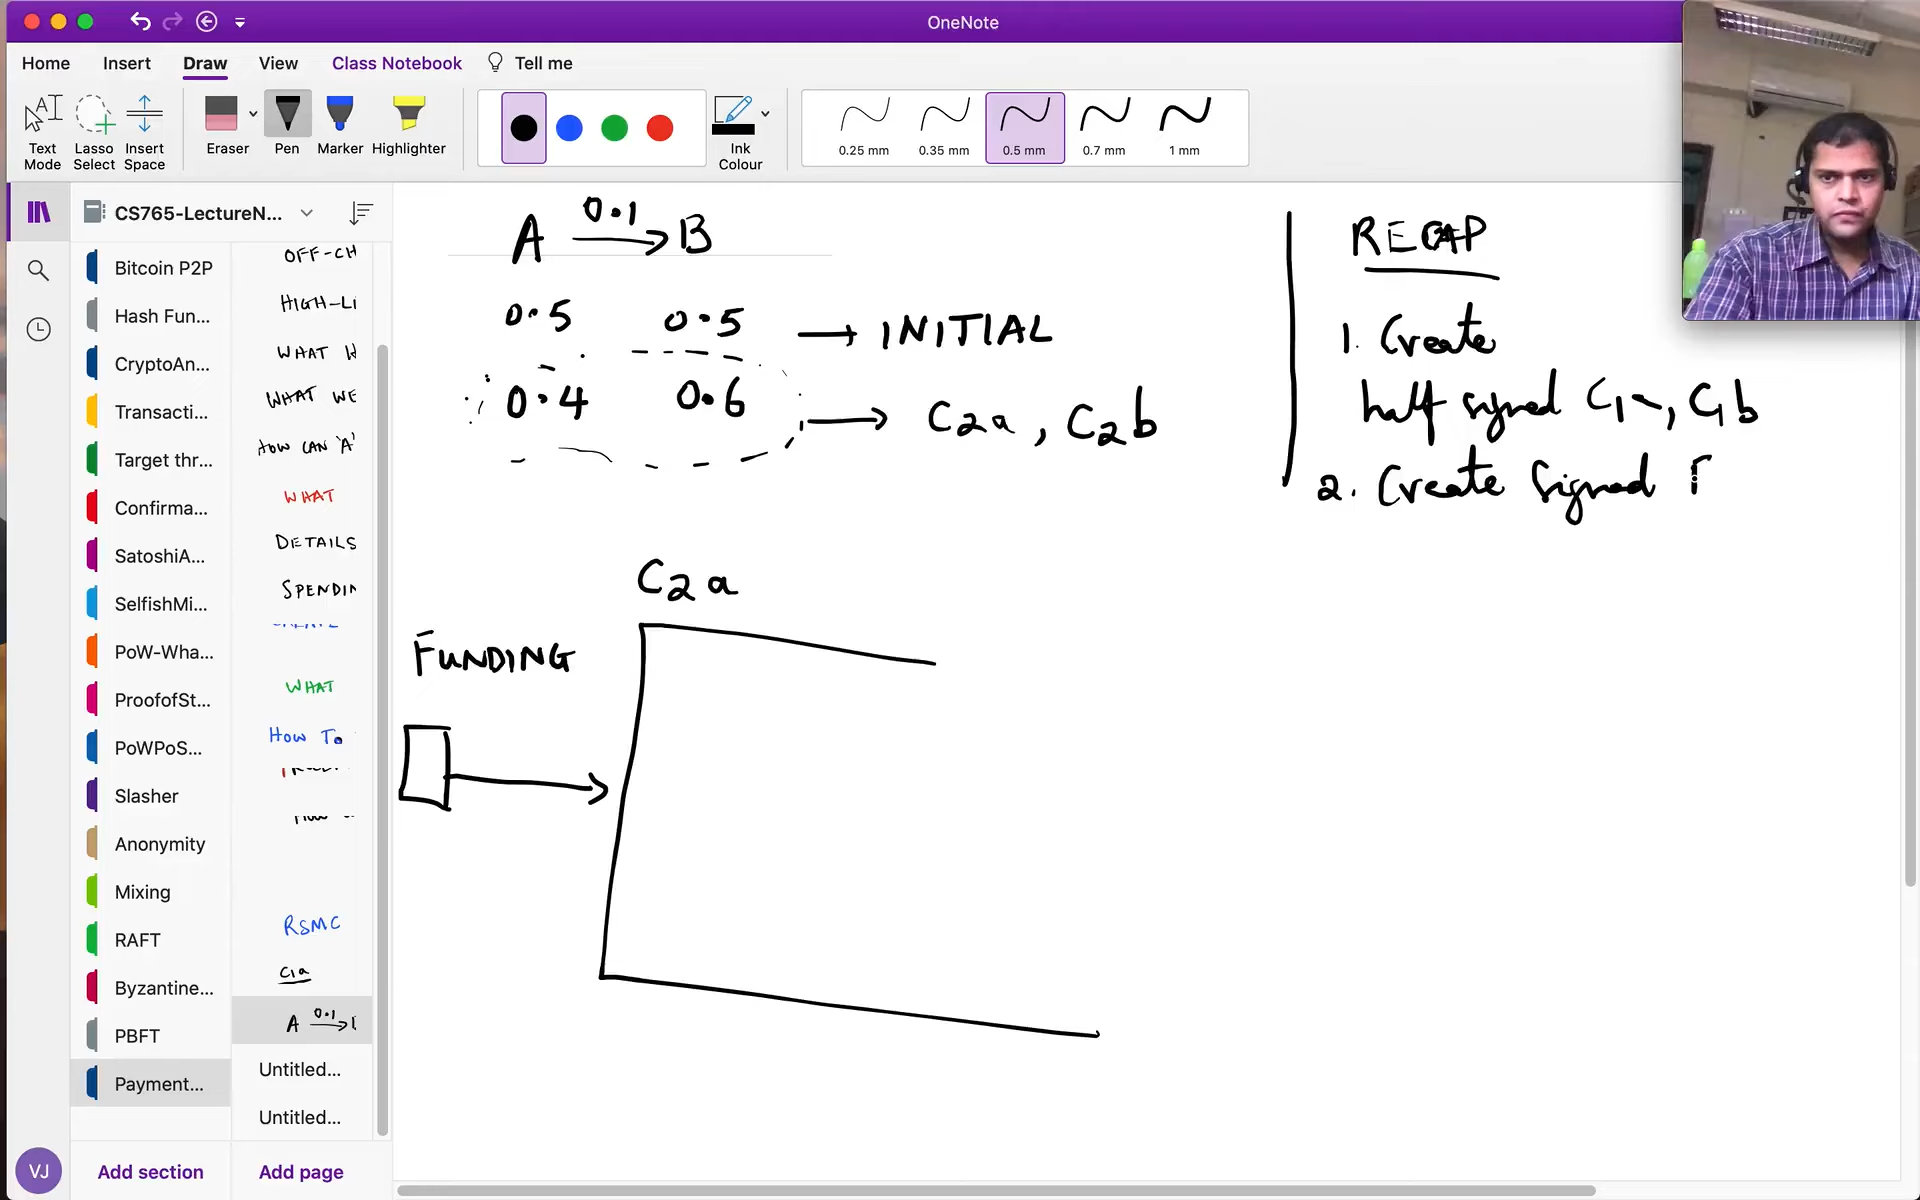 OneNote
Home Insert Draw View Class Notebook Tell me
Text Mode
Lasso Select
Insert Space
Eraser
Pen
Marker
Highlighter
Ink Colour
0.25 mm
0.35 mm
0.5 mm
0.7 mm
1 mm
CS765-LectureN...
Bitcoin P2P
Hash Fun...
CryptoAn...
Transacti...
Target thr...
Confirma...
SatoshiA...
SelfishMi...
PoW-Wha...
ProofofSt...
PoWPoS...
Slasher
Anonymity
Mixing
RAFT
Byzantine...
PBFT
Payment...
OFF-CH
HIGH-LI
WHAT H
WHAT WE
HOW CAN 'A'
WHAT
DETAILS
SPENDIN
WHAT
HOW TO
RSMC
C1a
A 0.1
Untitled...
Untitled...
VJ
Add section
Add page
A 0.1 → B
0.5 0.5 → INITIAL
0.4 0.6 → C2a, C2b
C2a
FUNDING
RECAP
1. Create
half signed C1a, C1b
2. Create signed